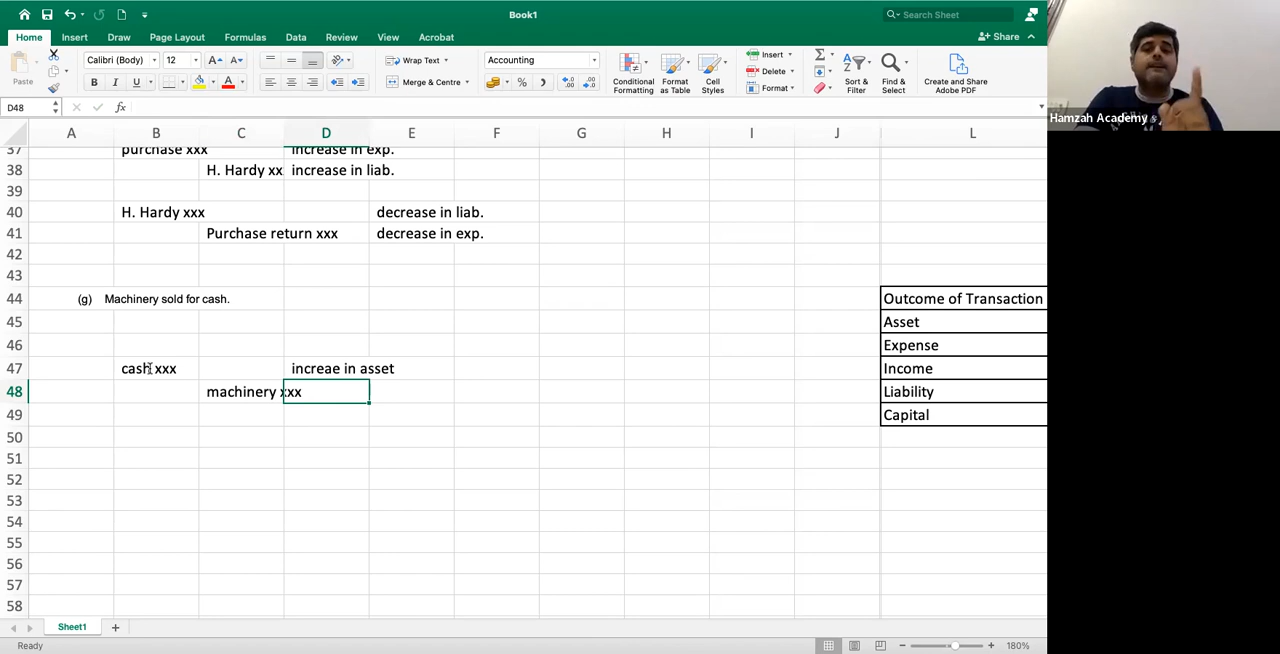 Book1
Search Sheet
Home Insert Draw Page Layout Formulas Data Review View Acrobat
Share
Paste
Calibri (Body) 12 A A
B I U A
Wrap Text
Merge & Centre
Accounting
%
Conditional Formatting
Format as Table
Cell Styles
Insert
Delete
Format
Sort & Filter
Find & Select
Create and Share Adobe PDF
D48 fx
A B C D E F G H I J L
37 purchase xxx increase in exp.
38 H. Hardy xx increase in liab.
39
40 H. Hardy xxx decrease in liab.
41 Purchase return xxx decrease in exp.
42
43
44 (g) Machinery sold for cash. Outcome of Transaction
45 Asset
46 Expense
47 cash xxx increae in asset Income
48 machinery xxx Liability
49 Capital
50
51
52
53
54
55
56
57
58
Sheet1 +
Ready
180%
Hamzah Academy